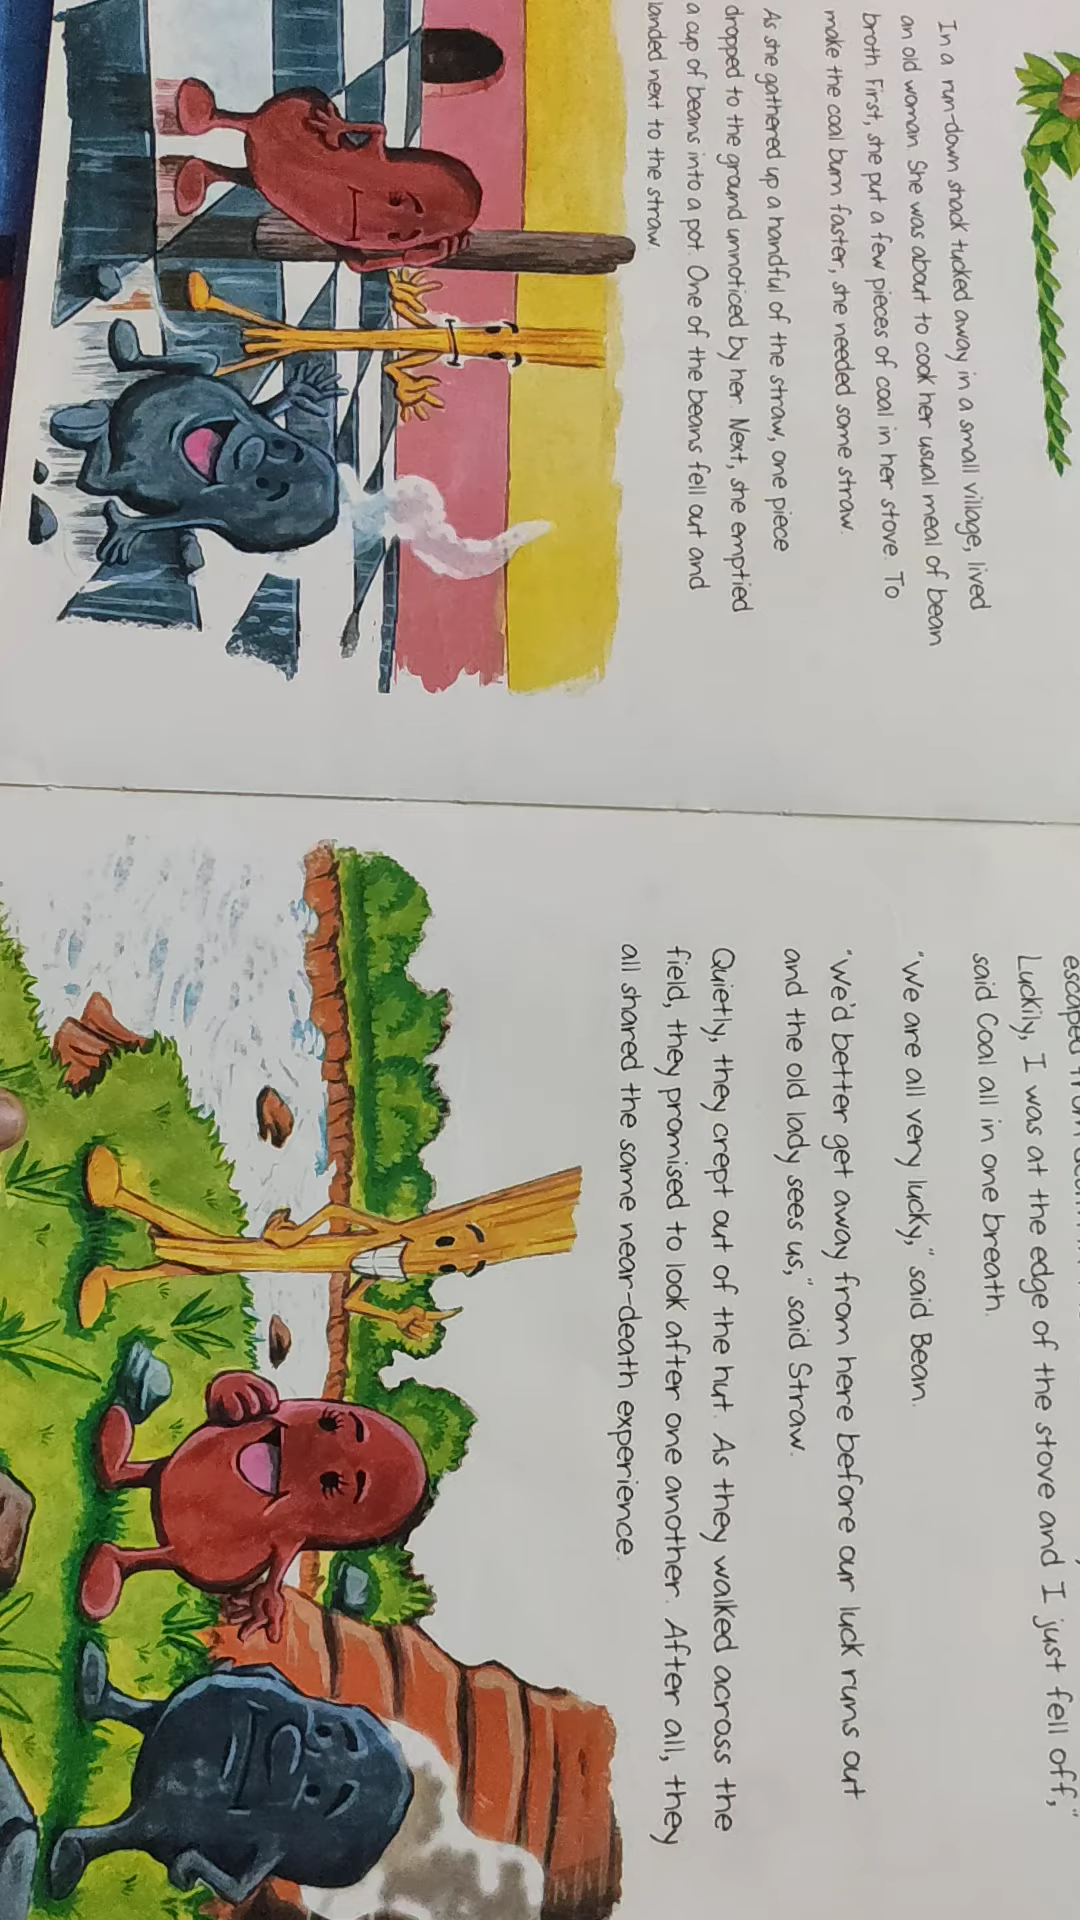 In a run-down shack tucked away in a small village, lived
an old woman. She was about to cook her usual meal of bean
broth. First, she put a few pieces of coal in her stove. To
make the coal burn faster, she needed some straw.
As she gathered up a handful of the straw, one piece
dropped to the ground unnoticed by her. Next, she emptied
a cup of beans into a pot. One of the beans fell out and
landed next to the straw.
escaped from
Luckily, I was at the edge of the stove and I just fell off,"
said Coal all in one breath.
"We are all very lucky," said Bean.
"We'd better get away from here before our luck runs out
and the old lady sees us," said Straw.
Quietly, they crept out of the hut. As they walked across the
field, they promised to look after one another. After all, they
all shared the same near-death experience.